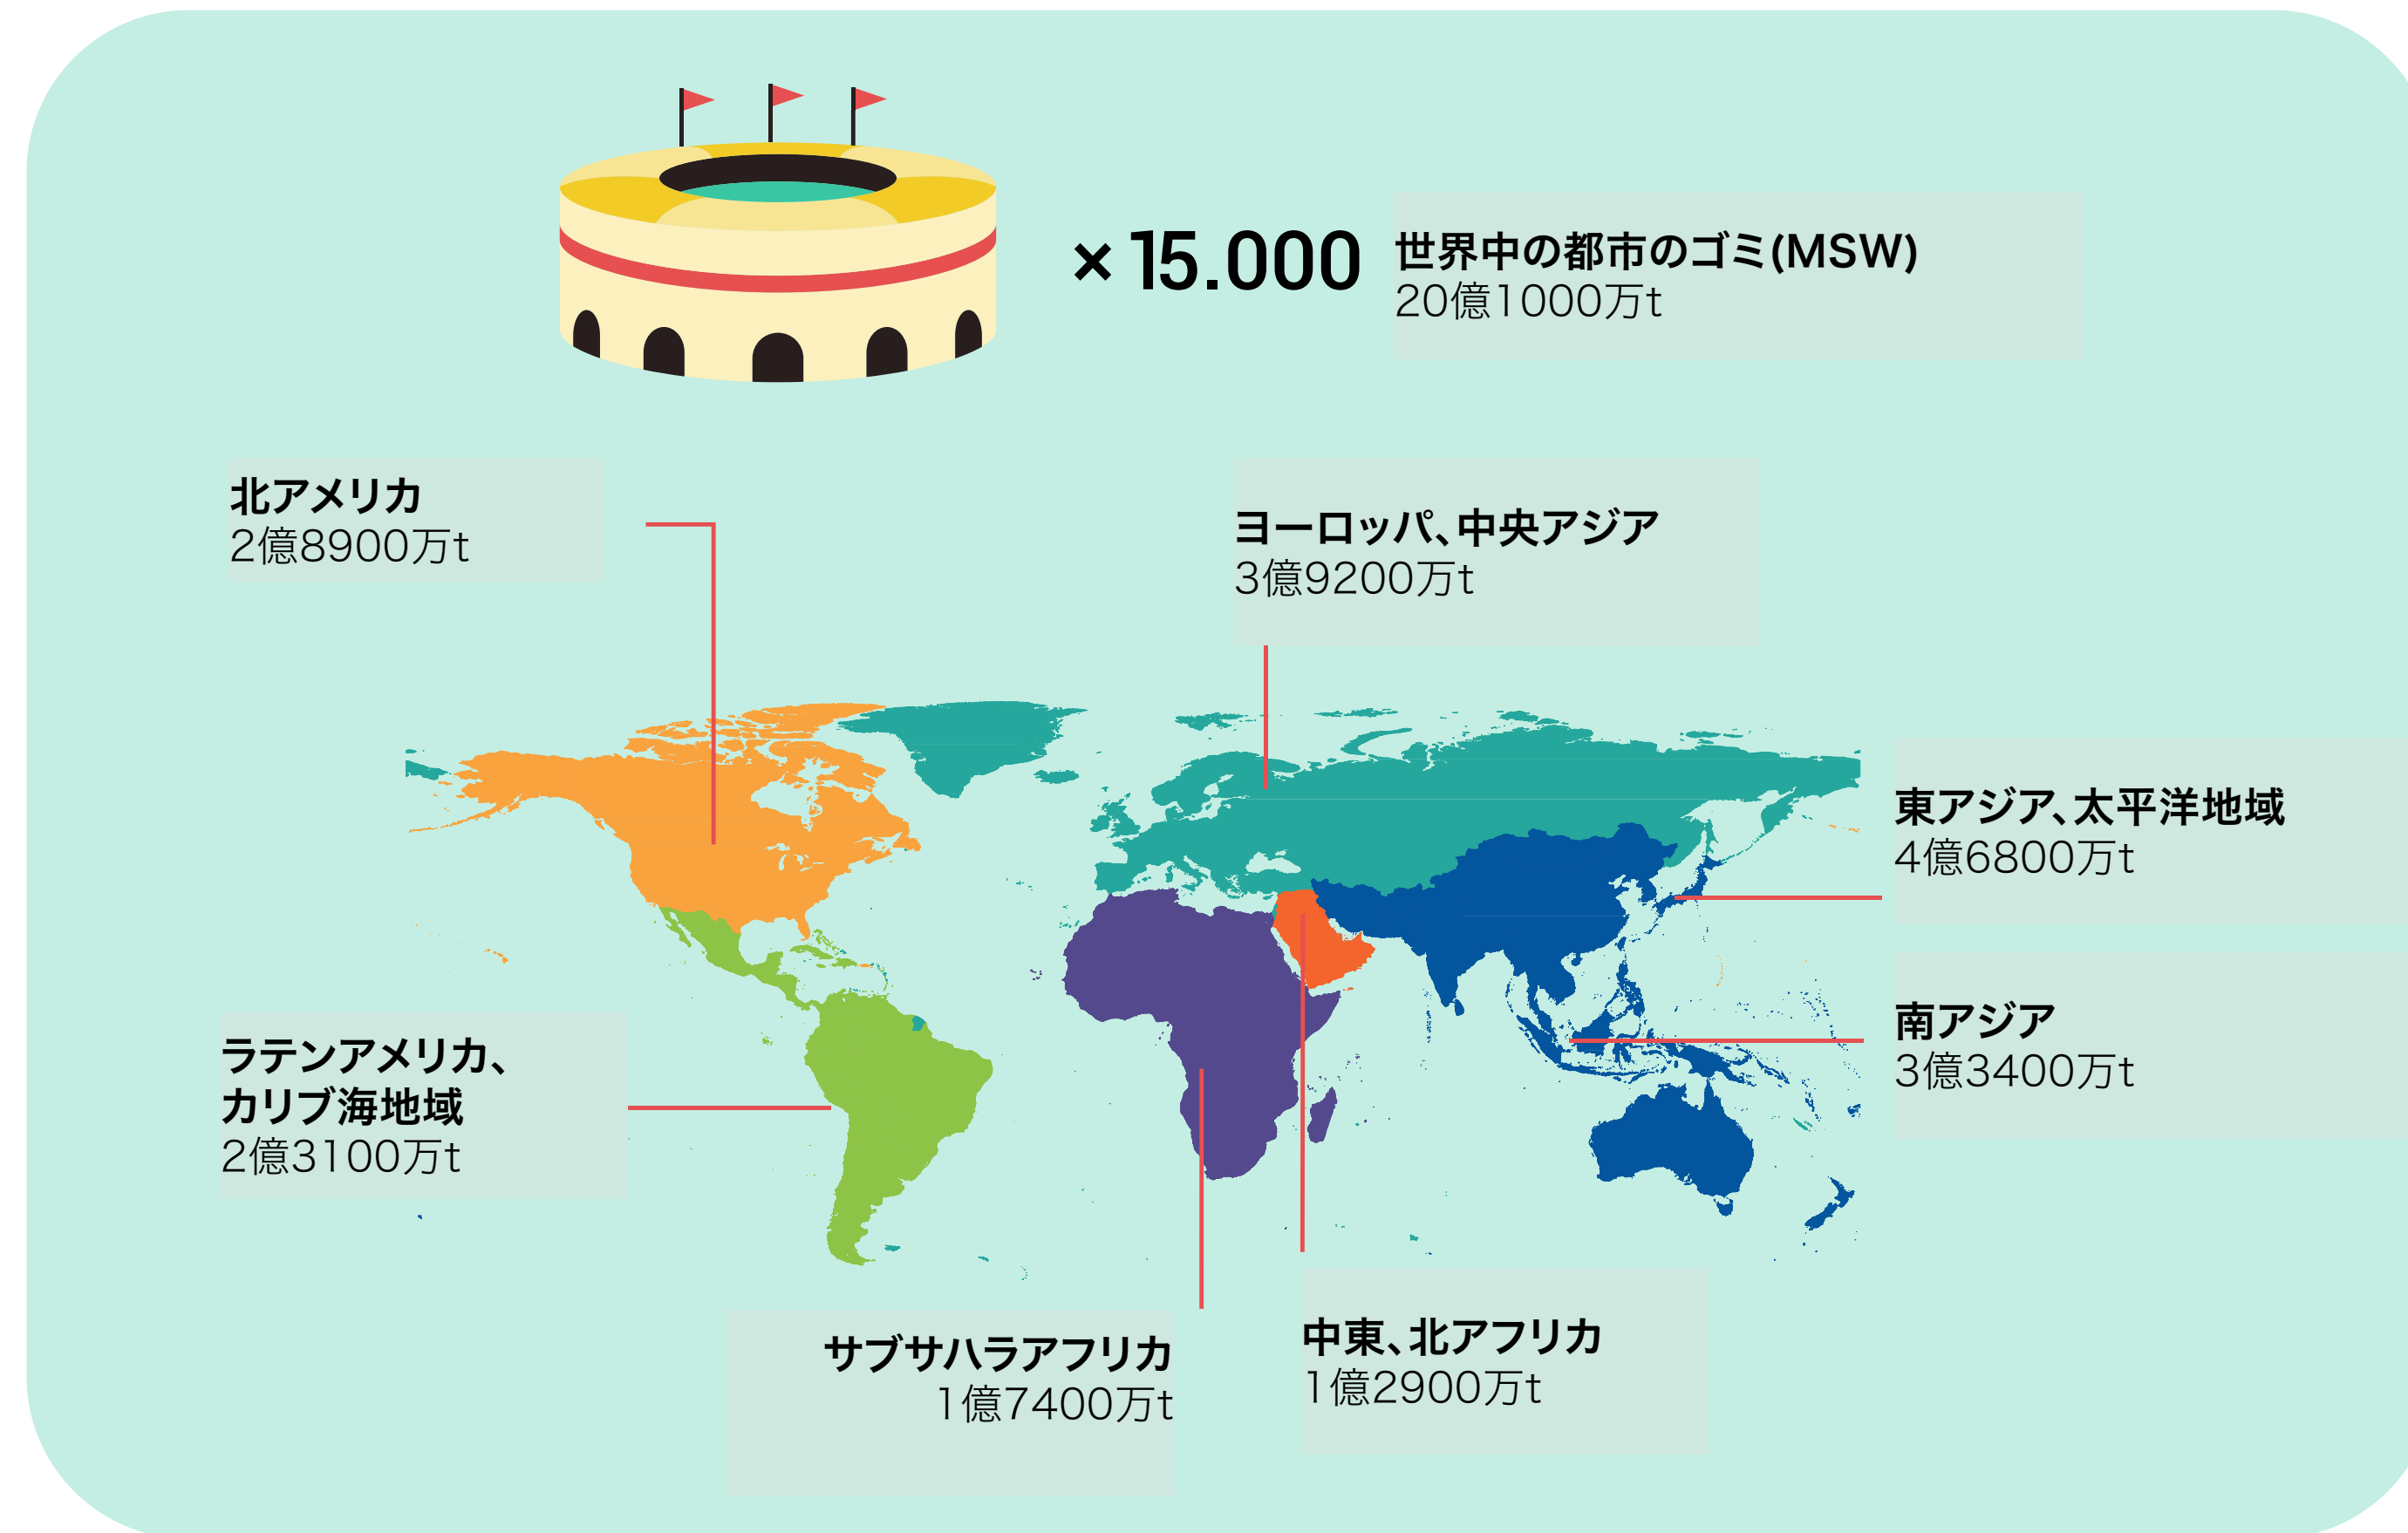 × 15.000
世界中の都市のゴミ(MSW)
20億1000万t
北アメリカ
2億8900万t
ヨーロッパ、中央アジア
3億9200万t
東アジア、太平洋地域
4億6800万t
南アジア
3億3400万t
ラテンアメリカ、
カリブ海地域
2億3100万t
サブサハラアフリカ
1億7400万t
中東、北アフリカ
1億2900万t